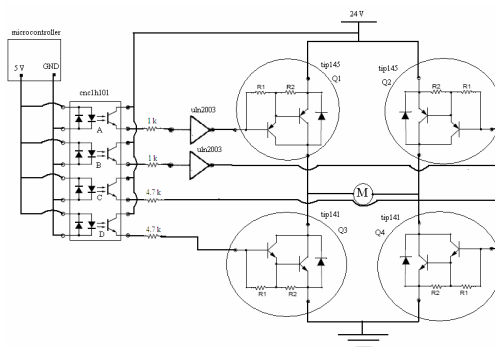 24 V
microcontroller
5 V GND
cnc1h101
A
B
C
D
1 k
1 k
4.7 k
4.7 k
uln2003
uln2003
tip145
Q1
R1 R2
tip145
Q2
R2 R1
M
tip141
Q3
R1 R2
tip141
Q4
R2 R1